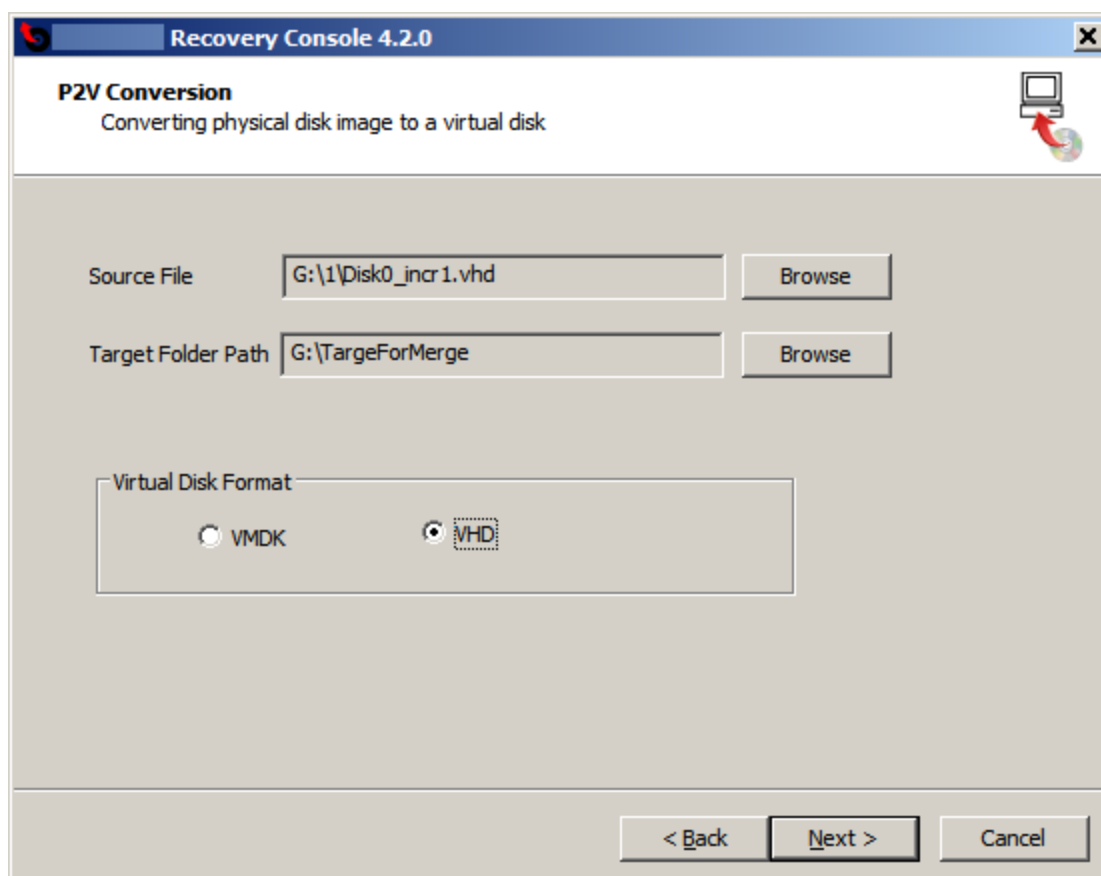 Recovery Console 4.2.0
P2V Conversion
Converting physical disk image to a virtual disk
Source File G:\1\Disk0_incr1.vhd Browse
Target Folder Path G:\TargeForMerge Browse
Virtual Disk Format
VMDK VHD
< Back Next > Cancel